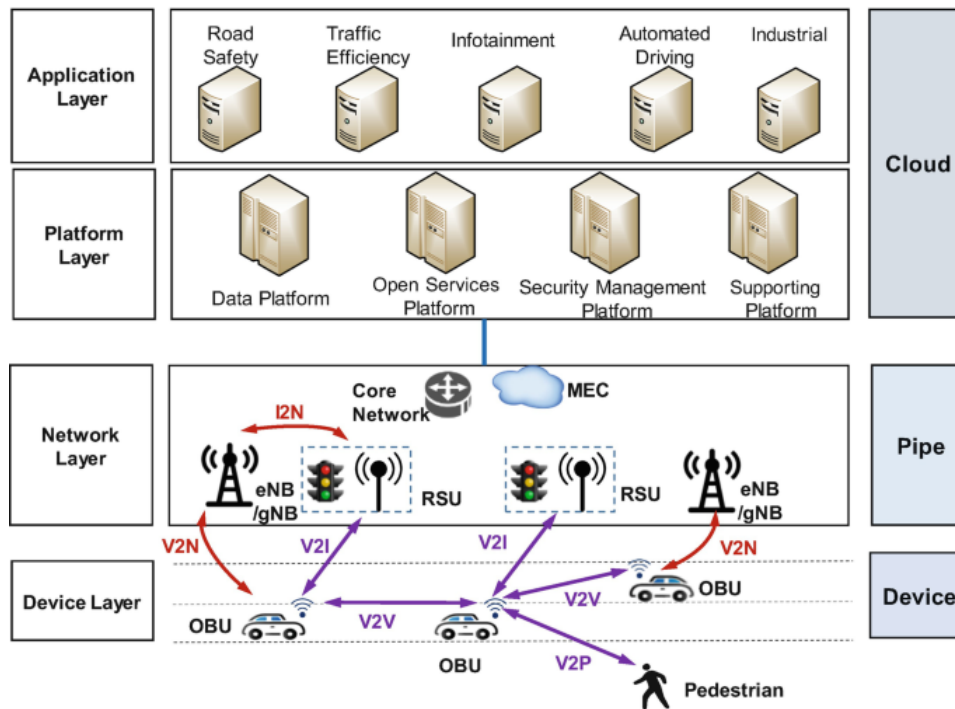 Application
Layer
Road
Safety
Traffic
Efficiency
Infotainment
Automated
Driving
Industrial
Cloud
Platform
Layer
Data Platform
Open Services
Platform
Security Management
Platform
Supporting
Platform
Network
Layer
Core
Network
MEC
I2N
eNB
/gNB
RSU
RSU
eNB
/gNB
Pipe
V2N
V2I
V2I
V2N
Device Layer
OBU
V2V
OBU
V2V
OBU
V2P
Pedestrian
Device